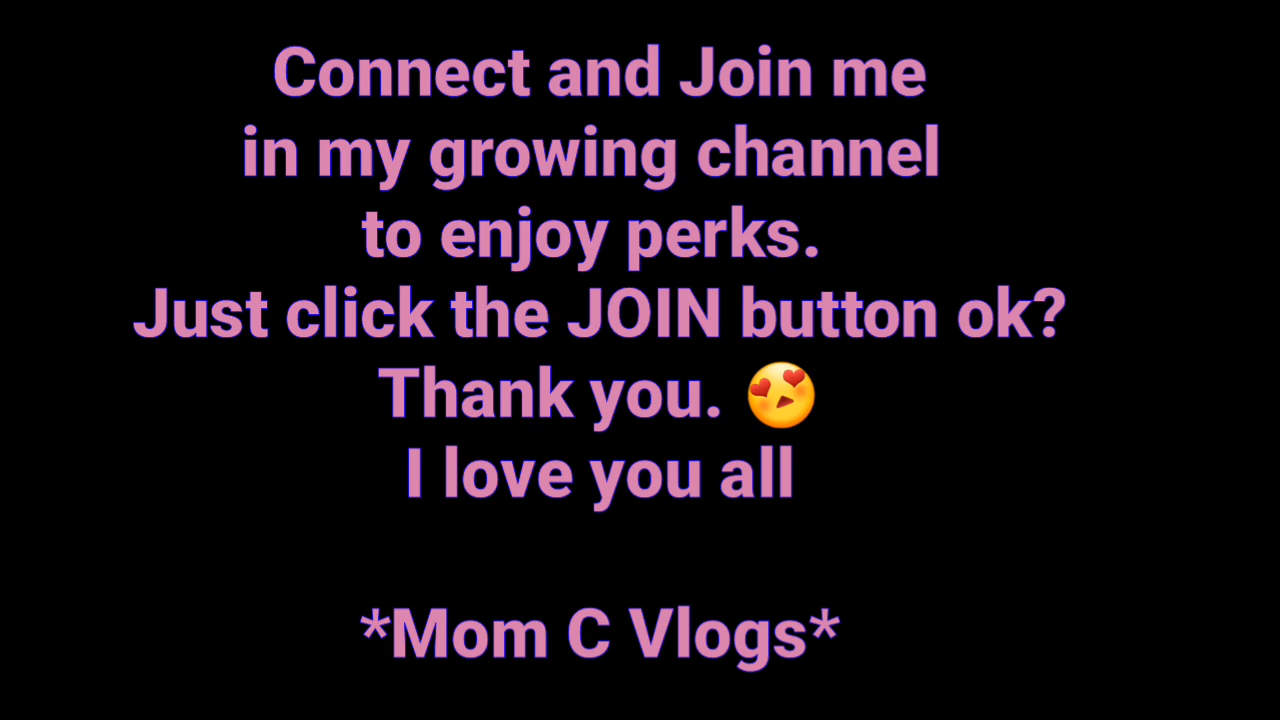 Connect and Join me
in my growing channel
to enjoy perks.
Just click the JOIN button ok?
Thank you. 😍
I love you all
*Mom C Vlogs*